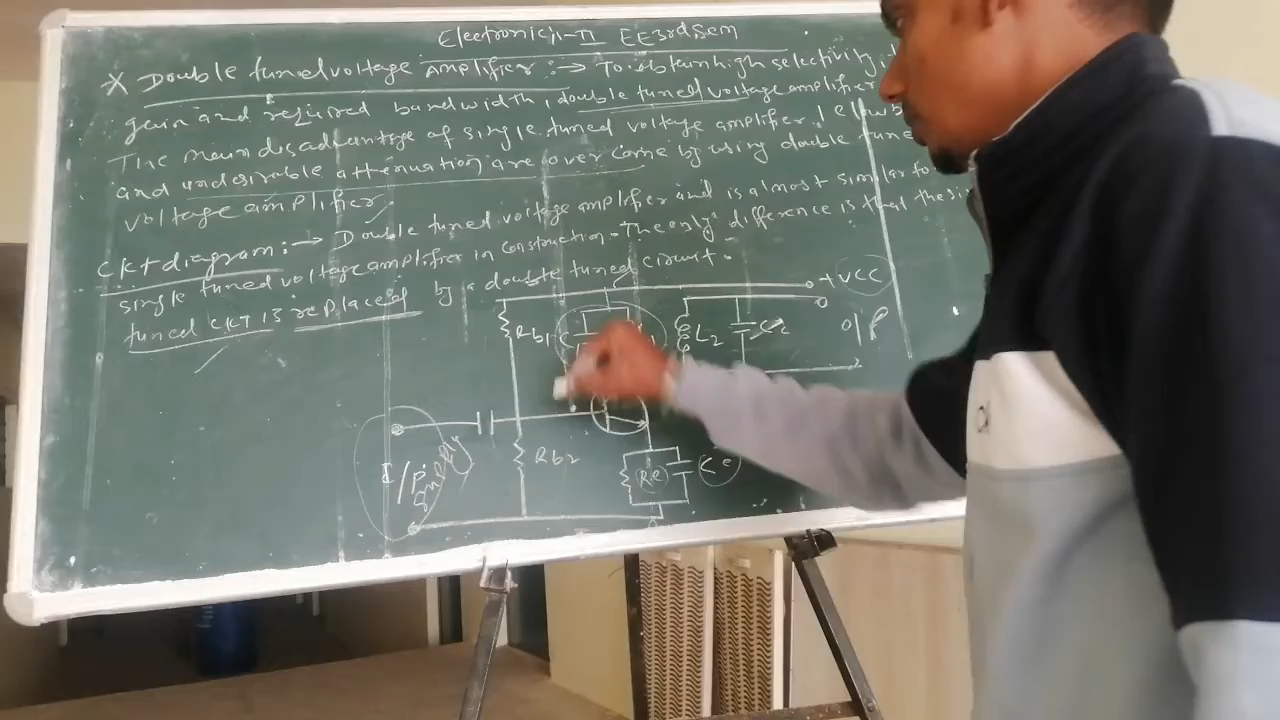 Electronics-II EE 3rd Sem
X Double tuned voltage amplifier :→ To obtain high selectivity,
gain and required bandwidth, double tuned voltage amplifier
The main disadvantage of single tuned voltage amplifier
and undesirable attenuation are over come by using double tune
voltage amplifier
Ckt diagram:→ Double tuned voltage amplifier and is almost similar to
single tuned voltage amplifier in construction. The only difference is that the
tuned CKT is replaced by a double tuned circuit.
+VCC
Rb1 C L2 C2 O/P
I/P
Rb2
Re Ce